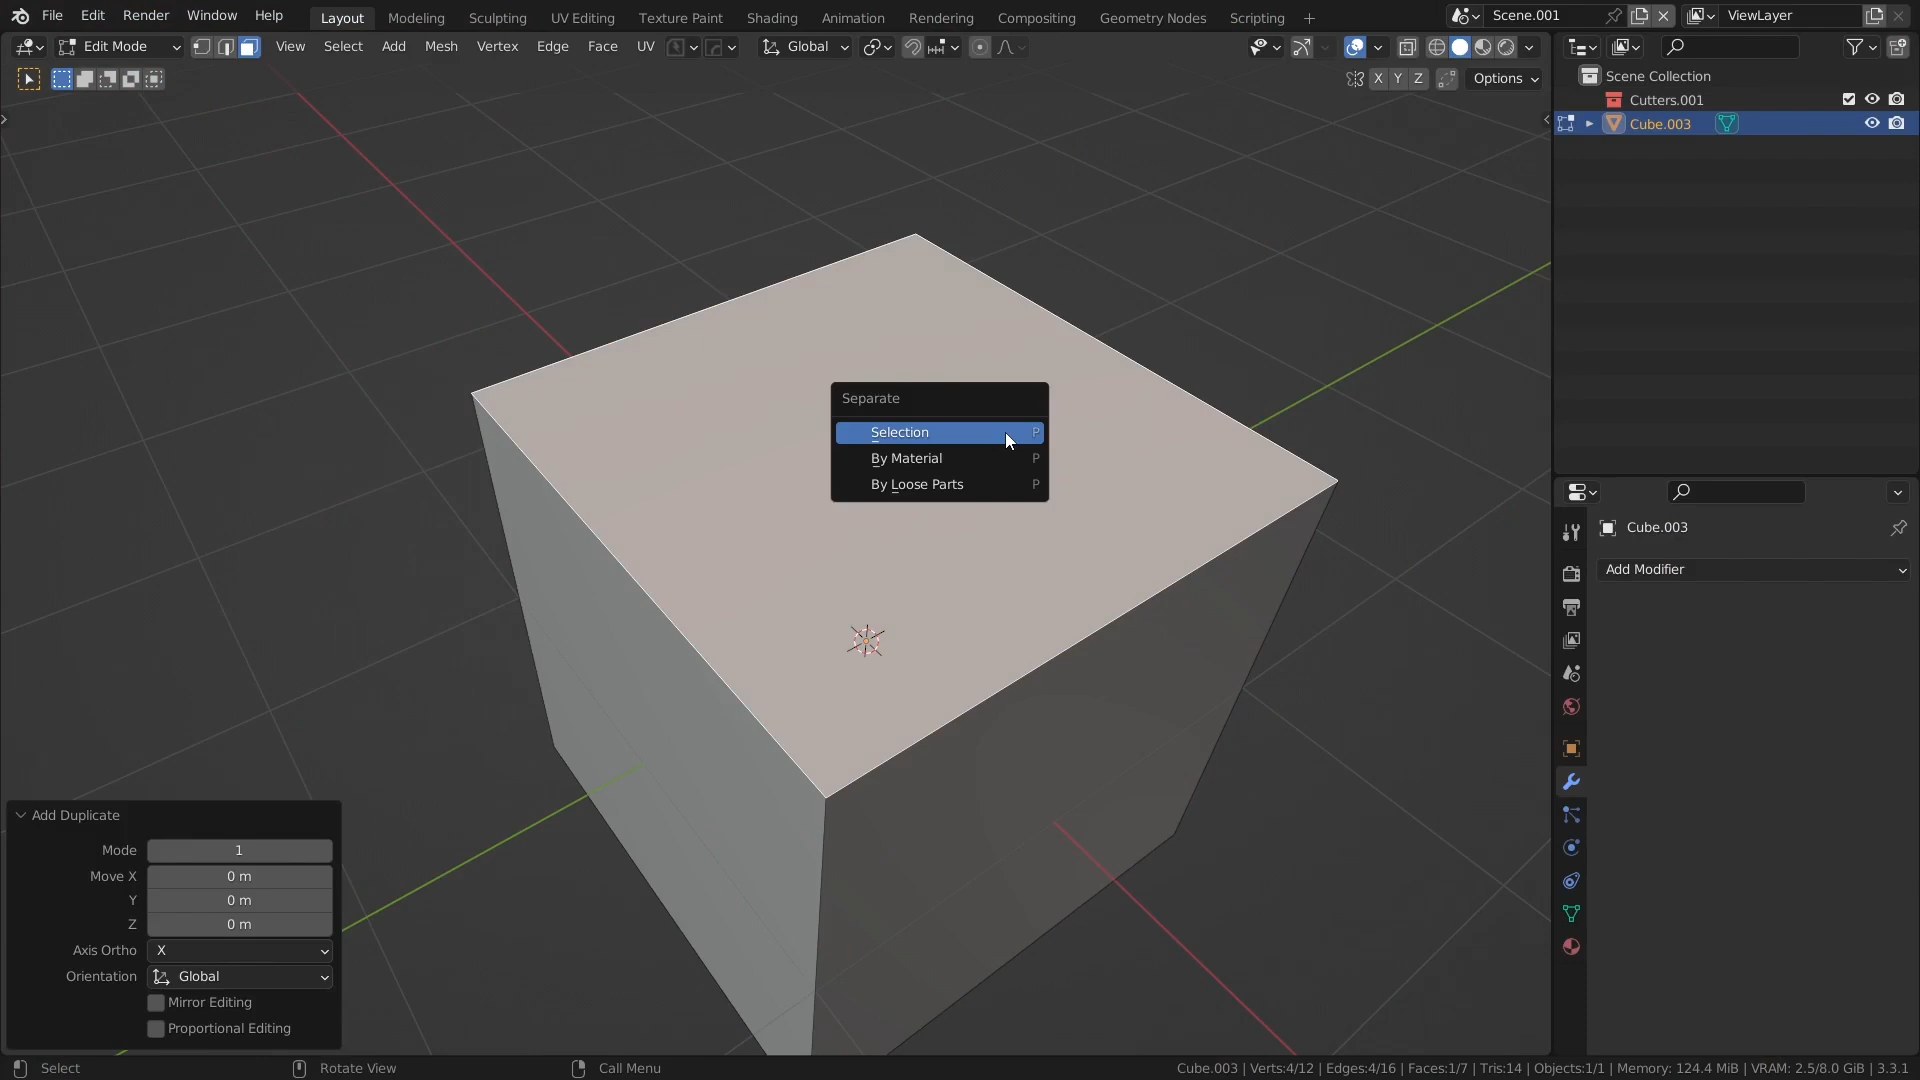 File Edit Render Window Help Layout Modeling Sculpting UV Editing Texture Paint Shading Animation Rendering Compositing Geometry Nodes Scripting + Scene.001 ViewLayer
Edit Mode View Select Add Mesh Vertex Edge Face UV Global
X Y Z Options
Scene Collection
Cutters.001
Cube.003
Separate
Selection P
By Material P
By Loose Parts P
Cube.003
Add Modifier
Add Duplicate
Mode 1
Move X 0 m
Y 0 m
Z 0 m
Axis Ortho X
Orientation Global
Mirror Editing
Proportional Editing
Select Rotate View Call Menu Cube.003 | Verts:4/12 | Edges:4/16 | Faces:1/7 | Tris:14 | Objects:1/1 | Memory: 124.4 MiB | VRAM: 2.5/8.0 GiB | 3.3.1